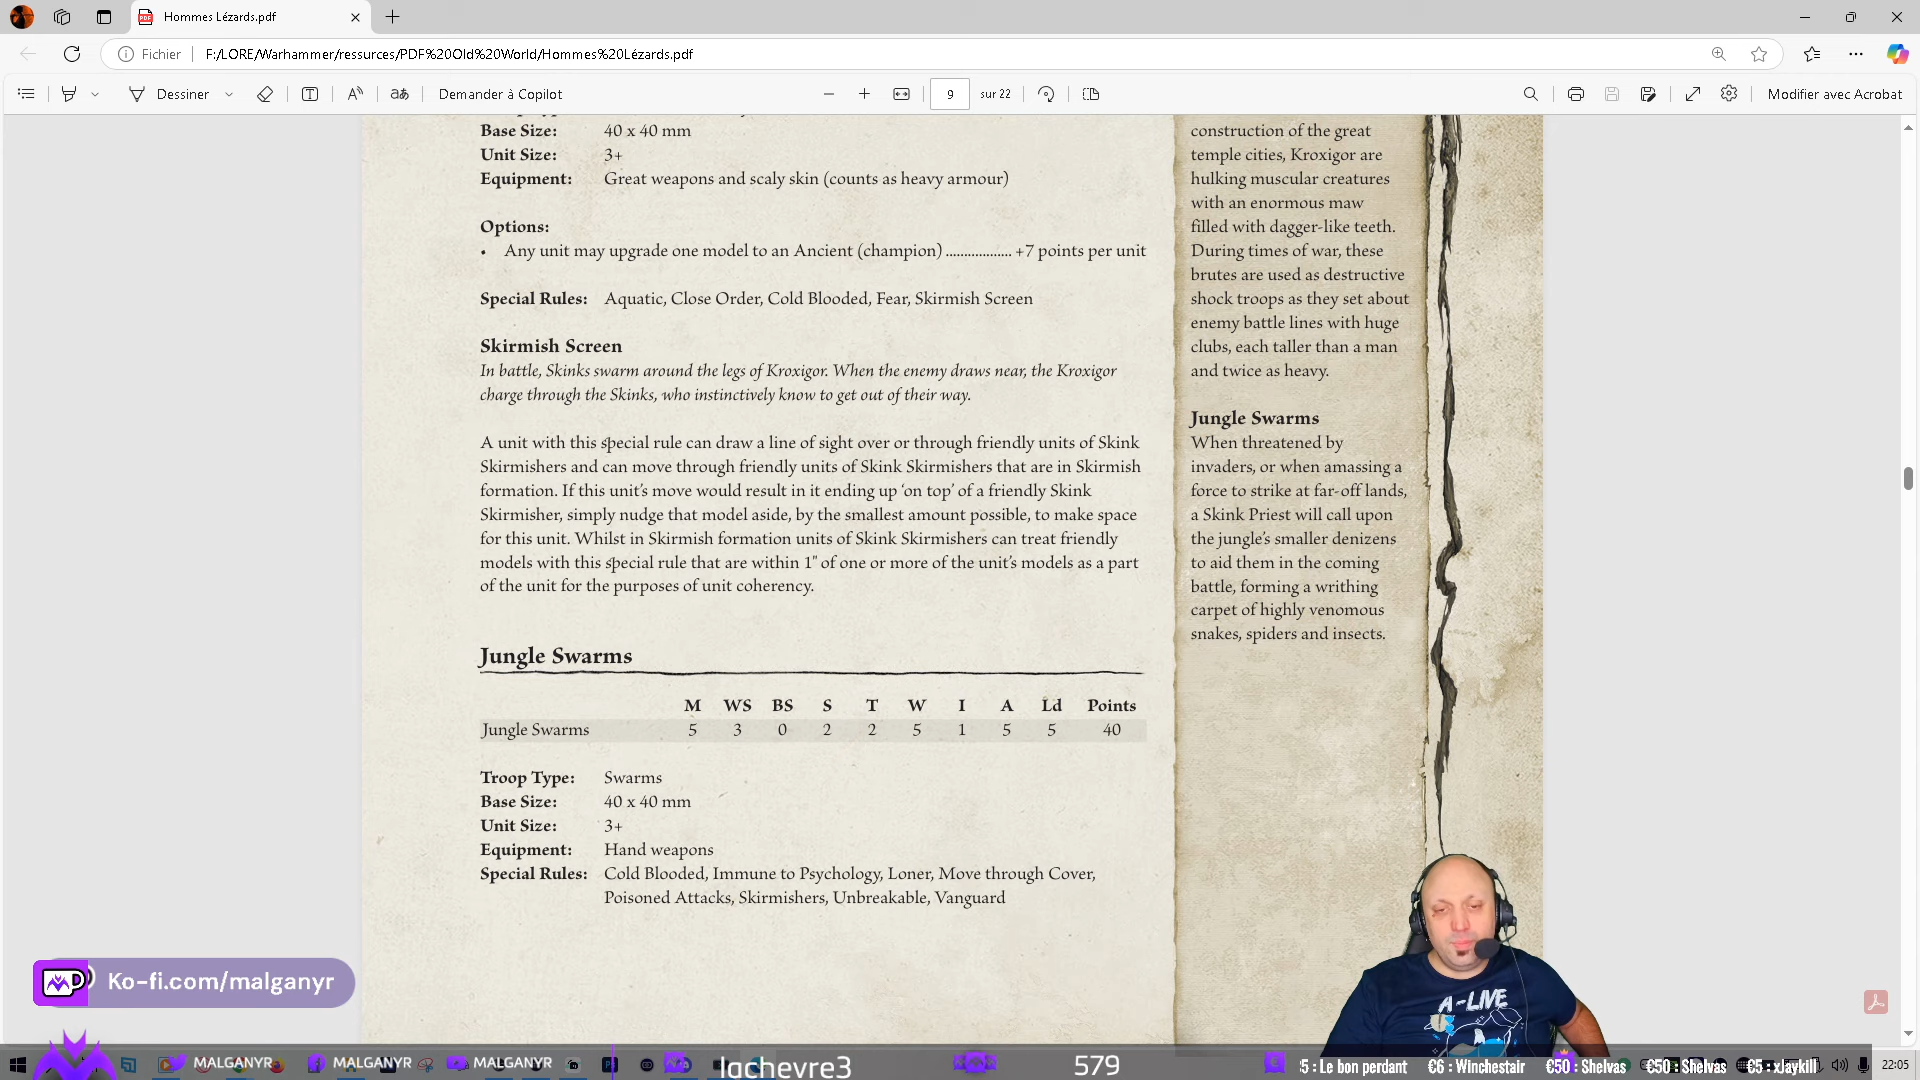 Hommes Lézards.pdf
Fichier
F:/LORE/Warhammer/ressources/PDF%20Old%20World/Hommes%20Lézards.pdf
Dessiner
Demander à Copilot
9
sur 22
Modifier avec Acrobat
Base Size: 40 x 40 mm
Unit Size: 3+
Equipment: Great weapons and scaly skin (counts as heavy armour)
Options:
• Any unit may upgrade one model to an Ancient (champion) .................. +7 points per unit
Special Rules: Aquatic, Close Order, Cold Blooded, Fear, Skirmish Screen
Skirmish Screen
In battle, Skinks swarm around the legs of Kroxigor. When the enemy draws near, the Kroxigor
charge through the Skinks, who instinctively know to get out of their way.
A unit with this special rule can draw a line of sight over or through friendly units of Skink
Skirmishers and can move through friendly units of Skink Skirmishers that are in Skirmish
formation. If this unit's move would result in it ending up 'on top' of a friendly Skink
Skirmisher, simply nudge that model aside, by the smallest amount possible, to make space
for this unit. Whilst in Skirmish formation units of Skink Skirmishers can treat friendly
models with this special rule that are within 1" of one or more of the unit's models as a part
of the unit for the purposes of unit coherency.
Jungle Swarms
M WS BS S T W I A Ld Points
Jungle Swarms 5 3 0 2 2 5 1 5 5 40
Troop Type: Swarms
Base Size: 40 x 40 mm
Unit Size: 3+
Equipment: Hand weapons
Special Rules: Cold Blooded, Immune to Psychology, Loner, Move through Cover,
Poisoned Attacks, Skirmishers, Unbreakable, Vanguard
construction of the great
temple cities, Kroxigor are
hulking muscular creatures
with an enormous maw
filled with dagger-like teeth.
During times of war, these
brutes are used as destructive
shock troops as they set about
enemy battle lines with huge
clubs, each taller than a man
and twice as heavy.
Jungle Swarms
When threatened by
invaders, or when amassing a
force to strike at far-off lands,
a Skink Priest will call upon
the jungle's smaller denizens
to aid them in the coming
battle, forming a writhing
carpet of highly venomous
snakes, spiders and insects.
A-LIVE
Ko-fi.com/malganyr
MALGANYR
MALGANYR
MALGANYR
lachevre3
579
5 : Le bon perdant
€6 : Winchestair
€50 : Shelvas
€50 : Shelvas
€5 : xJaykill
22:05